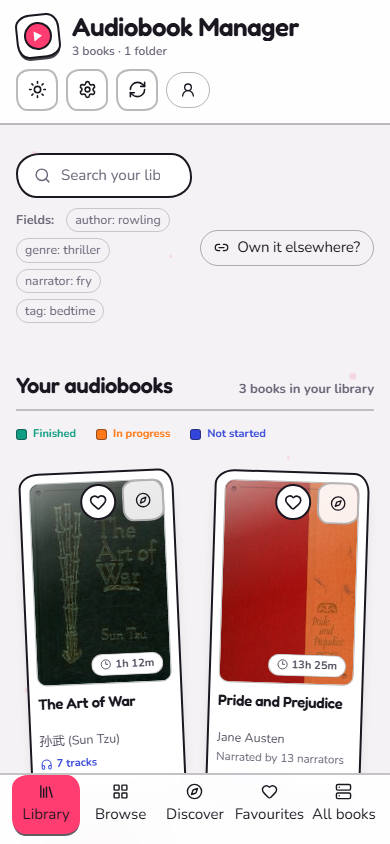 Audiobook Manager
3 books · 1 folder
Search your lib
Fields:
author: rowling
genre: thriller
narrator: fry
tag: bedtime
Own it elsewhere?
Your audiobooks
3 books in your library
Finished
In progress
Not started
The
Art of
War
Sun Tzu
1h 12m
The Art of War
孙武 (Sun Tzu)
7 tracks
Pride
and
Prejudice
13h 25m
Pride and Prejudice
Jane Austen
Narrated by 13 narrators
Library
Browse
Discover
Favourites
All books